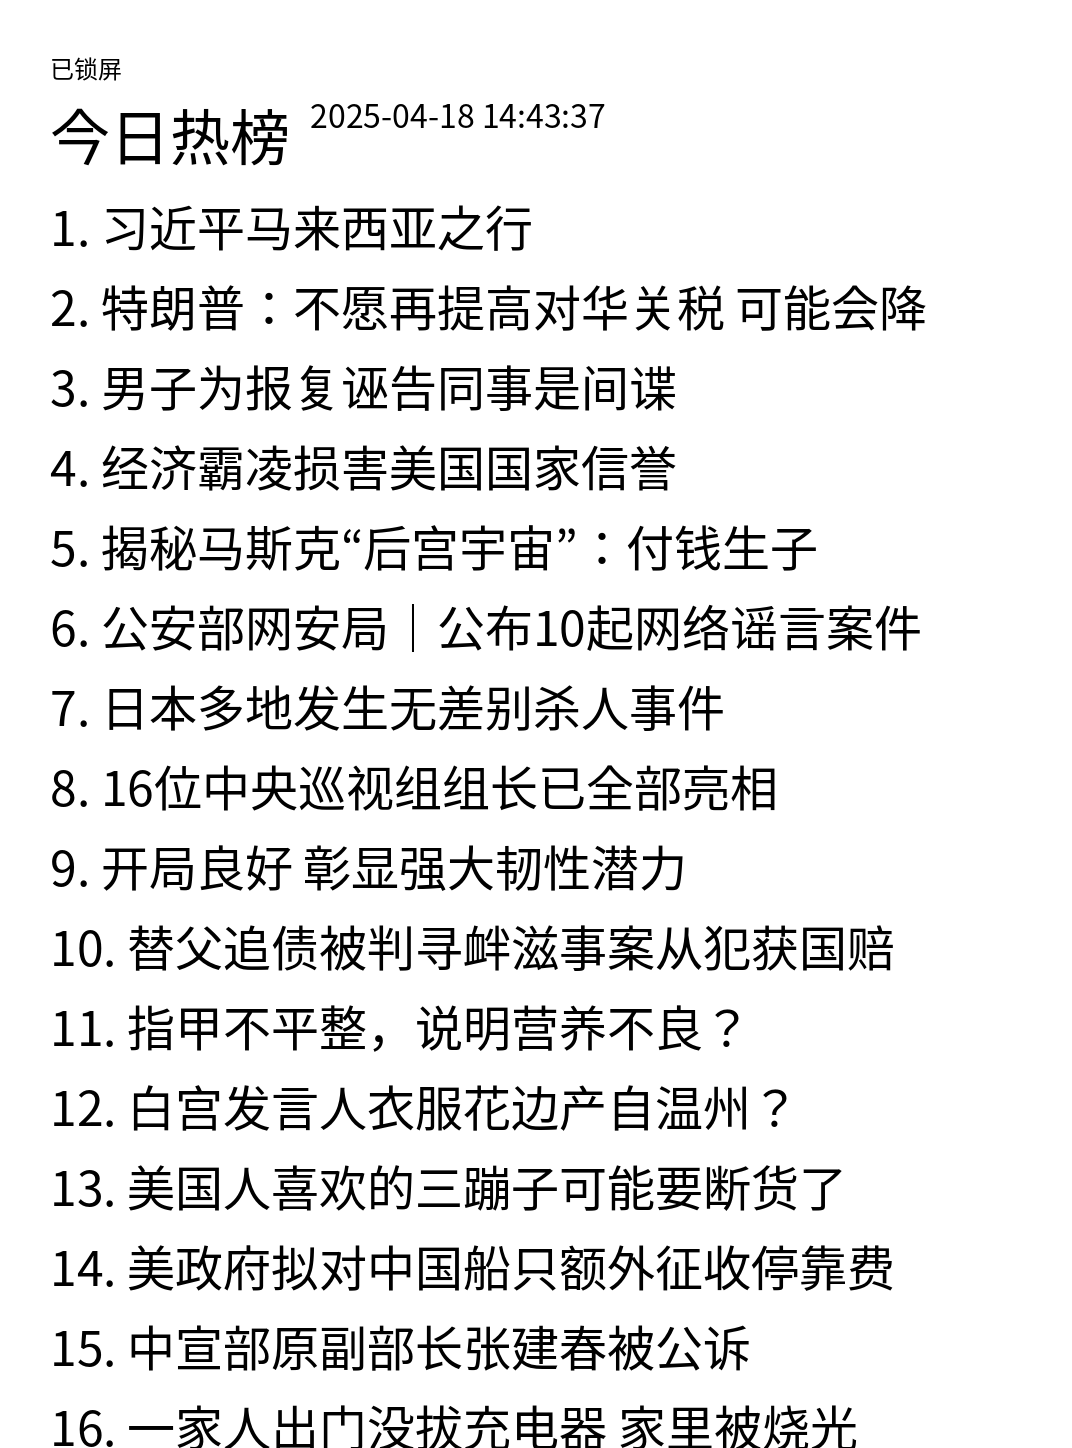 已锁屏
今日热榜 2025-04-18 14:43:37
1. 习近平马来西亚之行
2. 特朗普：不愿再提高对华关税 可能会降
3. 男子为报复诬告同事是间谍
4. 经济霸凌损害美国国家信誉
5. 揭秘马斯克“后宫宇宙”：付钱生子
6. 公安部网安局｜公布10起网络谣言案件
7. 日本多地发生无差别杀人事件
8. 16位中央巡视组组长已全部亮相
9. 开局良好 彰显强大韧性潜力
10. 替父追债被判寻衅滋事案从犯获国赔
11. 指甲不平整，说明营养不良？
12. 白宫发言人衣服花边产自温州？
13. 美国人喜欢的三蹦子可能要断货了
14. 美政府拟对中国船只额外征收停靠费
15. 中宣部原副部长张建春被公诉
16. 一家人出门没拔充电器 家里被烧光